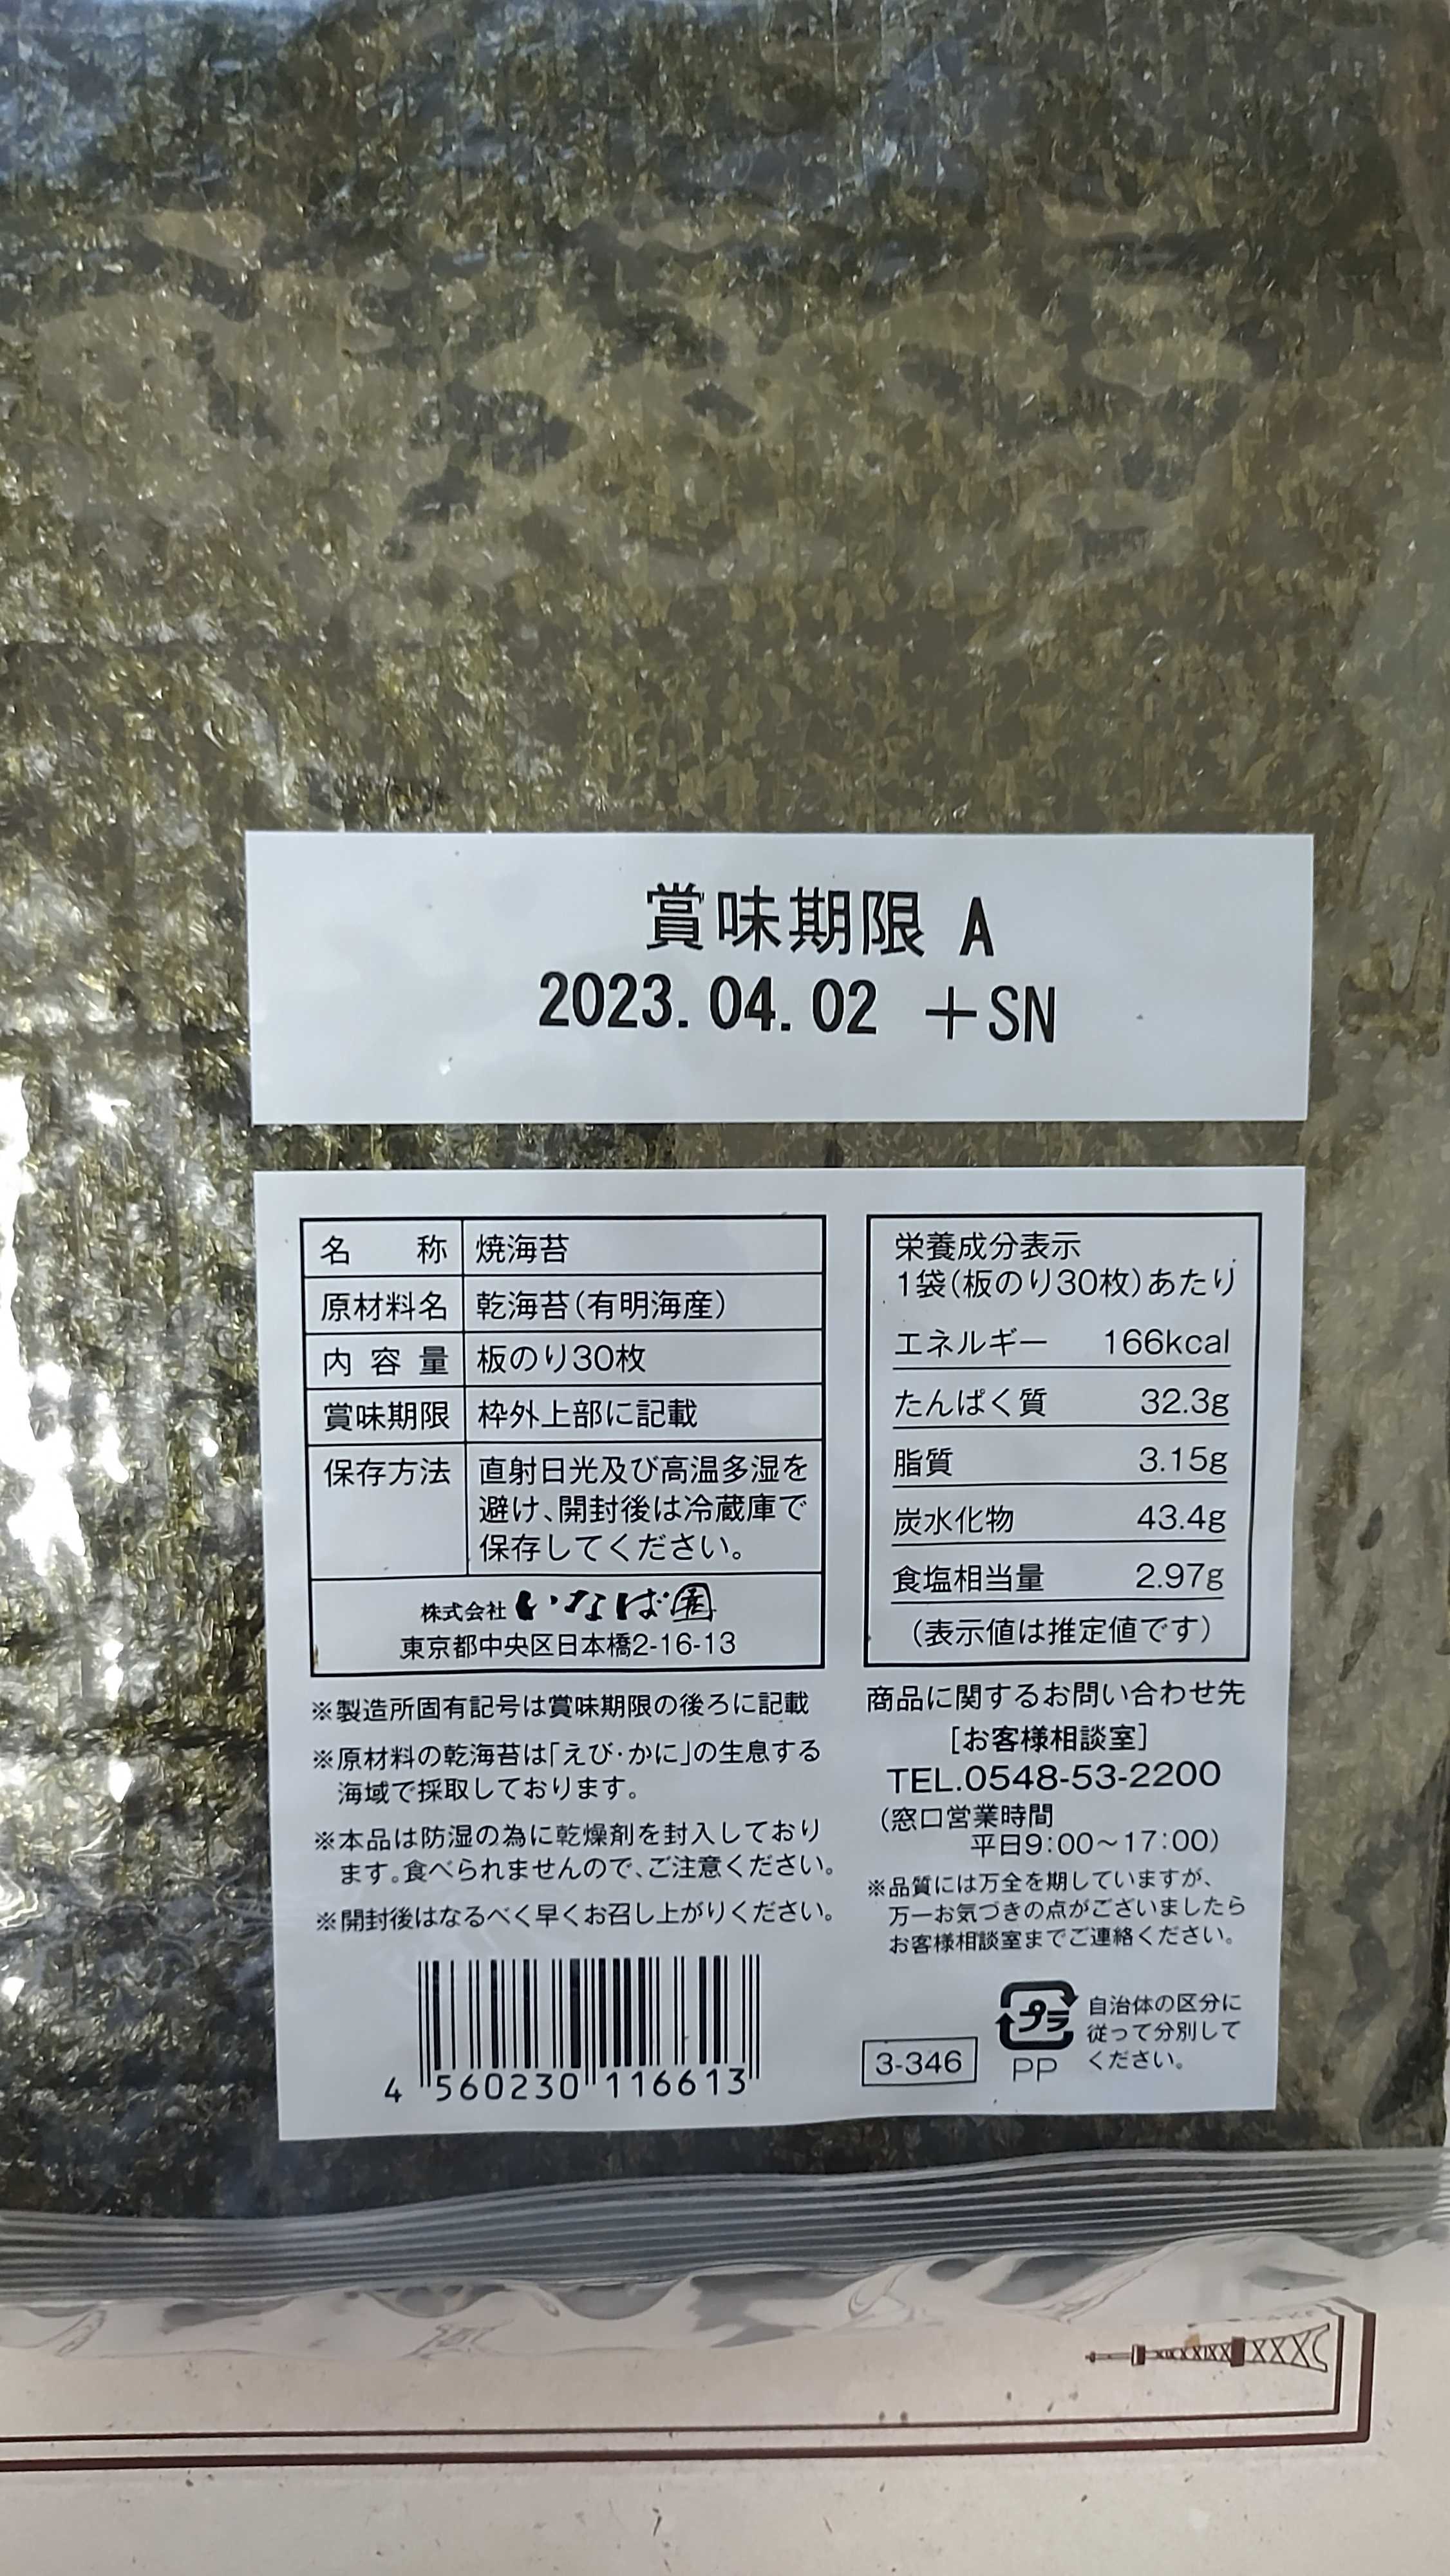 賞味期限 A
2023.04.02 +SN
名称 焼海苔
原材料名 乾海苔(有明海産)
内容量 板のり30枚
賞味期限 枠外上部に記載
保存方法 直射日光及び高温多湿を
避け、開封後は冷蔵庫で
保存してください。
株式会社 いなば園
東京都中央区日本橋2-16-13
※製造所固有記号は賞味期限の後ろに記載
※原材料の乾海苔は「えび・かに」の生息する
海域で採取しております。
※本品は防湿の為に乾燥剤を封入しており
ます。食べられませんので、ご注意ください。
※開封後はなるべく早くお召し上がりください。
4 560230 116613
栄養成分表示
1袋(板のり30枚)あたり
エネルギー 166kcal
たんぱく質 32.3g
脂質 3.15g
炭水化物 43.4g
食塩相当量 2.97g
(表示値は推定値です)
商品に関するお問い合わせ先
[お客様相談室]
TEL.0548-53-2200
(窓口営業時間
平日9:00～17:00)
※品質には万全を期していますが、
万一お気づきの点がございましたら
お客様相談室までご連絡ください。
3-346
プラ
PP
自治体の区分に
従って分別して
ください。